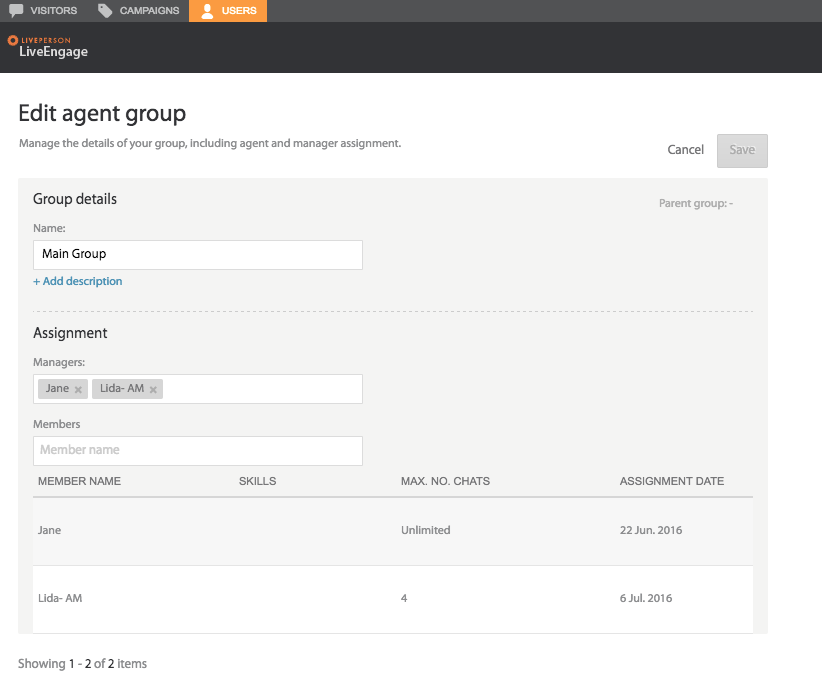 VISITORS CAMPAIGNS USERS
LIVEPERSON
LiveEngage
Edit agent group
Manage the details of your group, including agent and manager assignment.
Cancel Save
Group details
Parent group: -
Name:
Main Group
+ Add description
Assignment
Managers:
Jane × Lida- AM ×
Members
Member name
MEMBER NAME SKILLS MAX. NO. CHATS ASSIGNMENT DATE
Jane Unlimited 22 Jun. 2016
Lida- AM 4 6 Jul. 2016
Showing 1 - 2 of 2 items